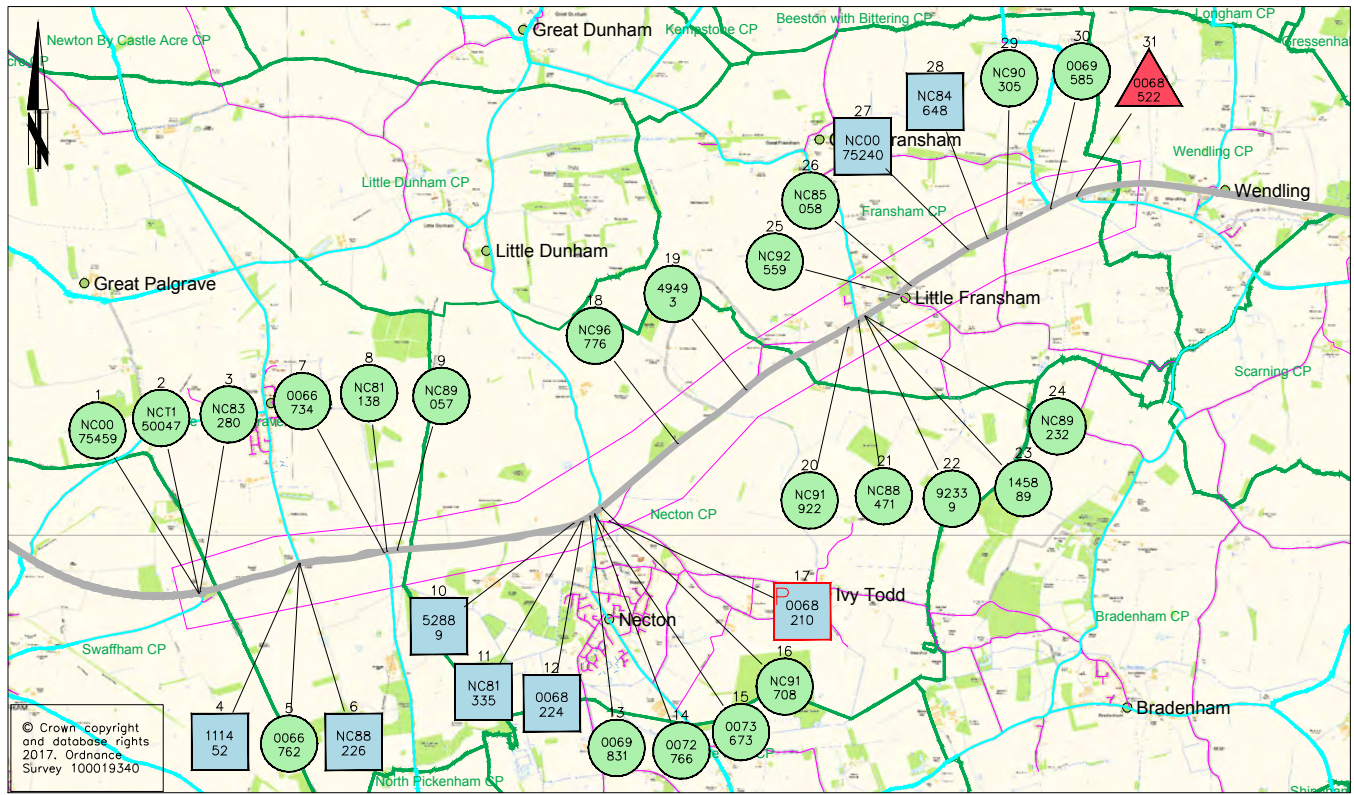 Newton By Castle Acre CP
Great Dunham
Kempstone CP
Beeston with Bittering CP
Longham CP
Little Dunham CP
Wendling CP
Wendling
Fransham CP
Little Dunham
Great Palgrave
Little Fransham
Scarning CP
Necton CP
Ivy Todd
Necton
Bradenham CP
Bradenham
Swaffham CP
North Pickenham CP
1
NC00
75459
2
NCT1
50047
3
NC83
280
4
1114
52
5
0066
762
6
NC88
226
7
0066
734
8
NC81
138
9
NC89
057
10
5288
9
11
NC81
335
12
0068
224
13
0069
831
14
0072
766
15
0073
673
16
NC91
708
17
P
0068
210
18
NC96
776
19
4949
3
20
NC91
922
21
NC88
471
22
9233
9
23
1458
89
24
NC89
232
25
NC92
559
26
NC85
058
27
NC00
75240
28
NC84
648
29
NC90
305
30
0069
585
31
0068
522
N
© Crown copyright
and database rights
2017. Ordnance
Survey 100019340